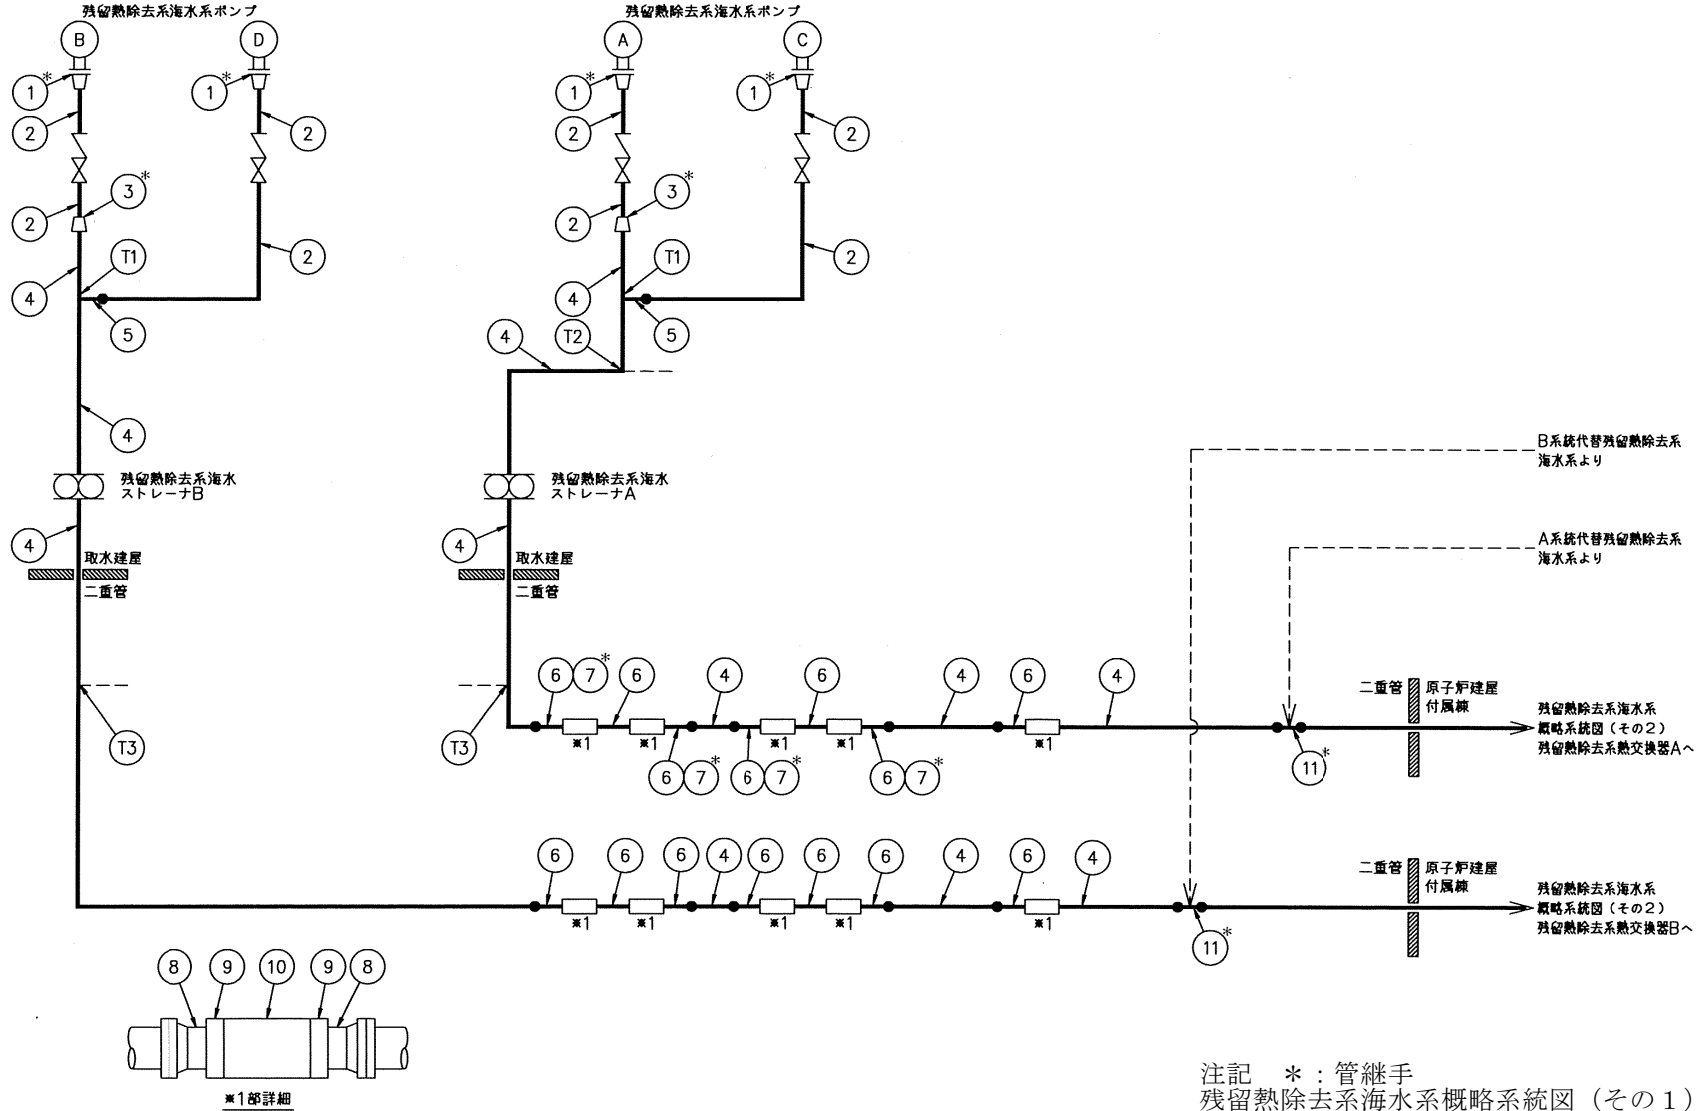 残留熱除去系海水系ポンプ
残留熱除去系海水系ポンプ
B
D
A
C
1*
1*
1*
1*
2
2
2
2
3*
3*
2
2
T1
T1
2
2
4
4
5
5
4
T2
4
残留熱除去系海水
ストレーナB
残留熱除去系海水
ストレーナA
B系統代替残留熱除去系
海水系より
A系統代替残留熱除去系
海水系より
4
4
取水建屋
二重管
取水建屋
二重管
6
7*
6
4
6
4
6
4
二重管
原子炉建屋
付属棟
T3
T3
※1
※1
※1
※1
※1
残留熱除去系海水系
概略系統図(その2)
残留熱除去系熱交換器Aへ
6
7*
6
7*
6
7*
11*
6
6
6
4
6
6
6
4
6
4
二重管
原子炉建屋
付属棟
※1
※1
※1
※1
※1
残留熱除去系海水系
概略系統図(その2)
残留熱除去系熱交換器Bへ
11*
8
9
10
9
8
※1部詳細
注記 *:管継手
残留熱除去系海水系概略系統図(その1)